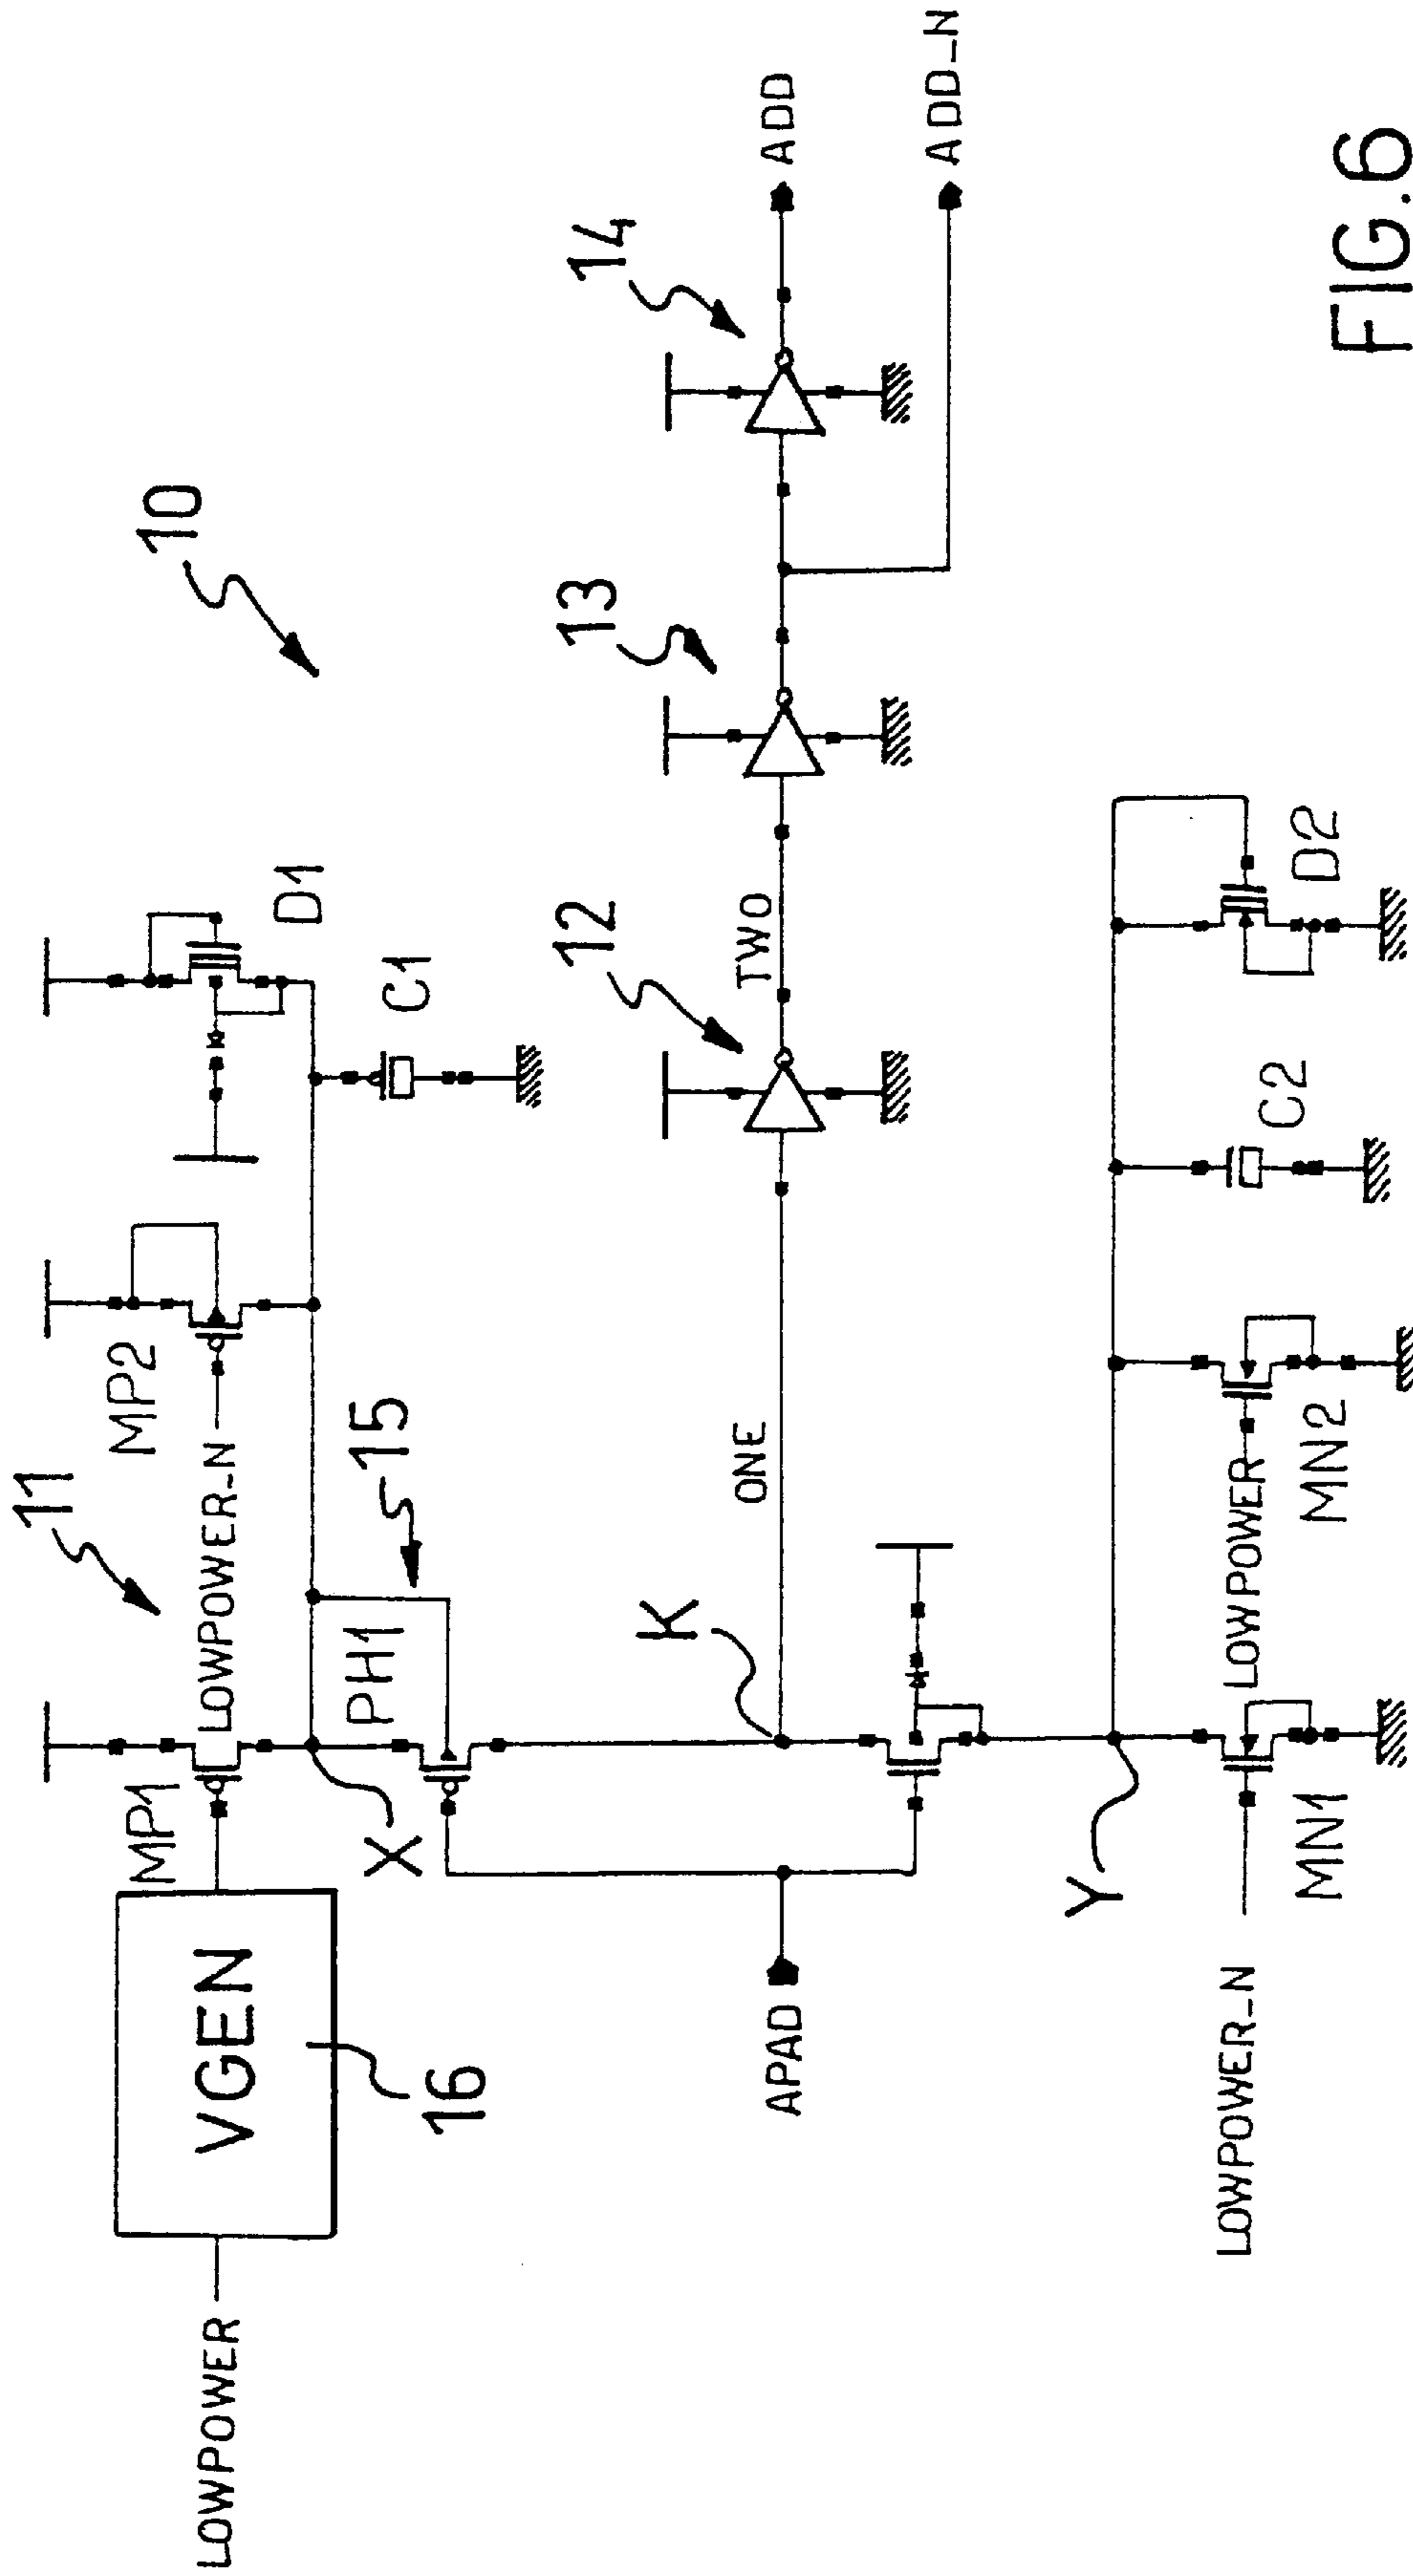 11
10
MP2
D1
LOWPOWER
VGEN
16
MP1
LOWPOWER_N
C1
X
PH1
15
12
13
14
APAD
K
ONE
TWO
ADD
ADD_N
Y
LOWPOWER_N
MN1
LOWPOWER
MN2
C2
D2
FIG.6